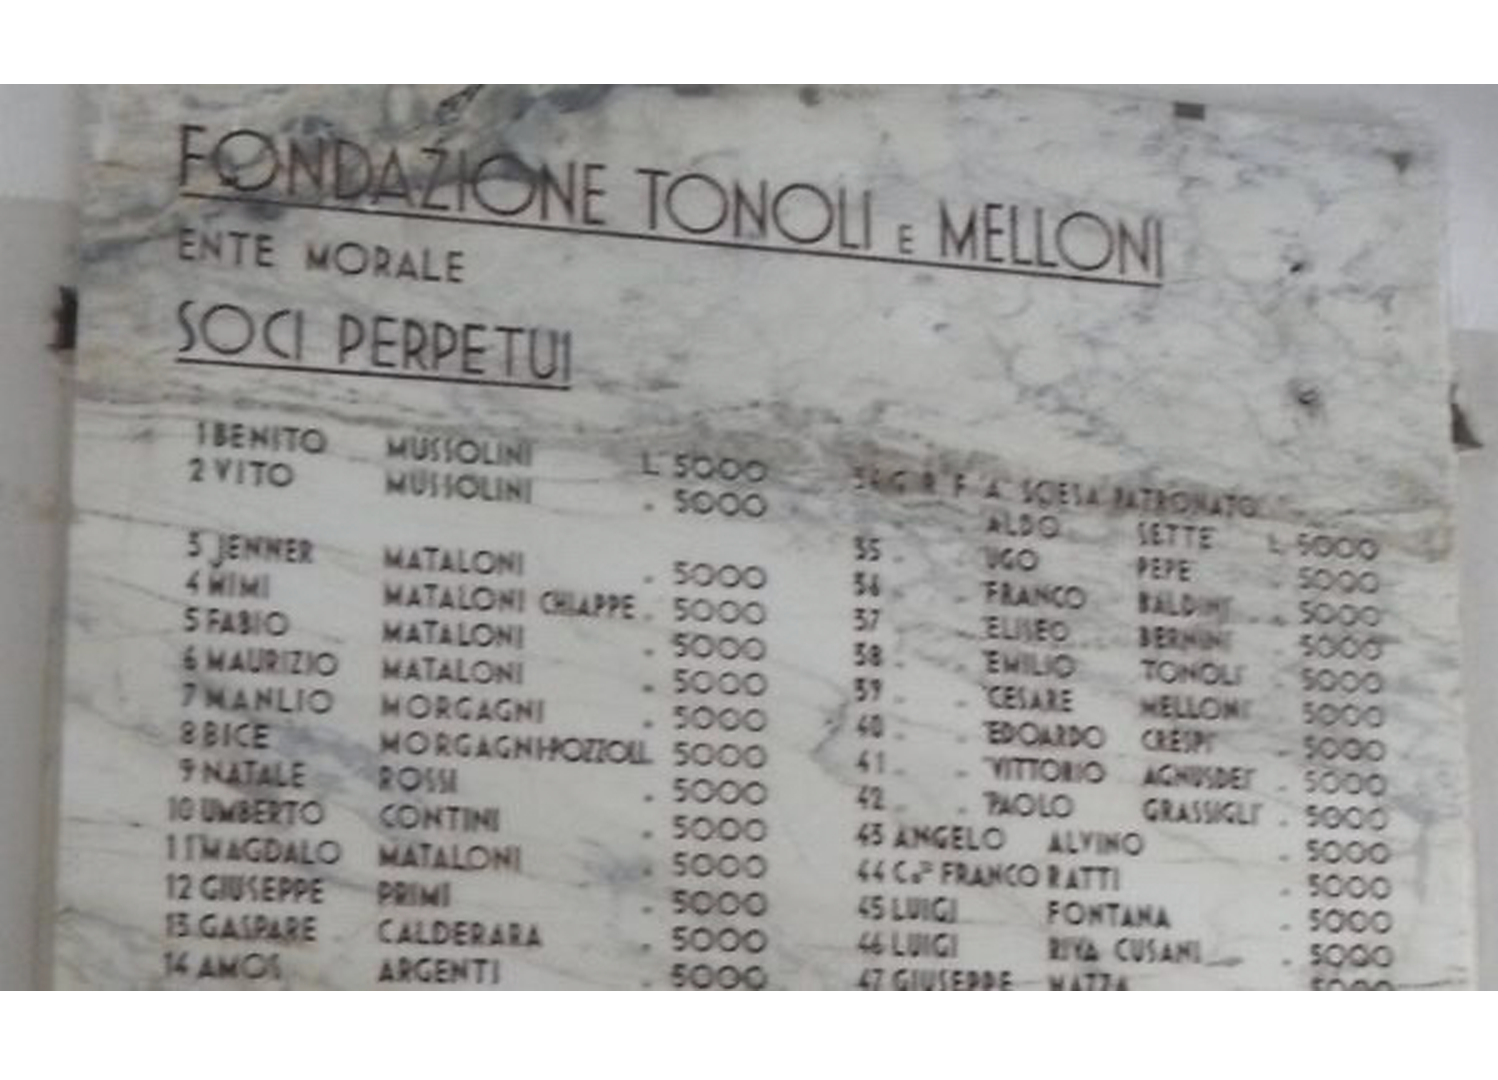 FONDAZIONE TONOLI E MELLONI
ENTE MORALE
SOCI PERPETUI
1 BENITO MUSSOLINI L. 5000
2 VITO MUSSOLINI . 5000
3 JENNER MATALONI . 5000
4 MIMI MATALONI CHIAPPE . 5000
5 FABIO MATALONI . 5000
6 MAURIZIO MATALONI . 5000
7 MANLIO MORGAGNI . 5000
8 BICE MORGAGNI-POZZOLI 5000
9 NATALE ROSSI . 5000
10 UMBERTO CONTINI . 5000
11 MAGDALO MATALONI . 5000
12 GIUSEPPE PRIMI . 5000
13 GASPARE CALDERARA . 5000
14 AMOS ARGENTI . 5000
34 G R F A. SCIESA PATRONATO
ALDO SETTE L. 5000
35 . UGO PEPE . 5000
36 . . FRANCO BALDINI . 5000
37 . ELISEO BERNINI . 5000
38 . . EMILIO TONOLI . 5000
39 . . CESARE MELLONI . 5000
40 . . EDOARDO CRESPI . 5000
41 . . VITTORIO AGNUSDEI . 5000
42 . . PAOLO GRASSIGLI . 5000
43 ANGELO ALVINO . 5000
44 FRANCO RATTI . 5000
45 LUIGI FONTANA . 5000
46 LUIGI RIVA CUSANI . 5000
47 GIUSEPPE 5000